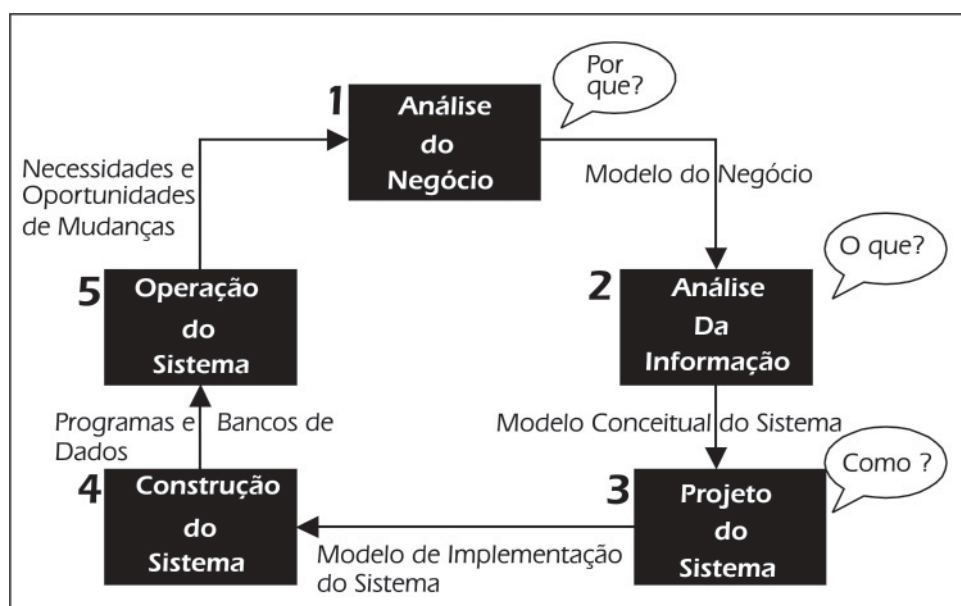 1
Análise
do
Negócio
Por
que?
Modelo do Negócio
2
Análise
Da
Informação
O que?
Modelo Conceitual do Sistema
3
Projeto
do
Sistema
Como ?
Modelo de Implementação
do Sistema
4
Construção
do
Sistema
Programas e Bancos de
Dados
5
Operação
do
Sistema
Necessidades e
Oportunidades
de Mudanças